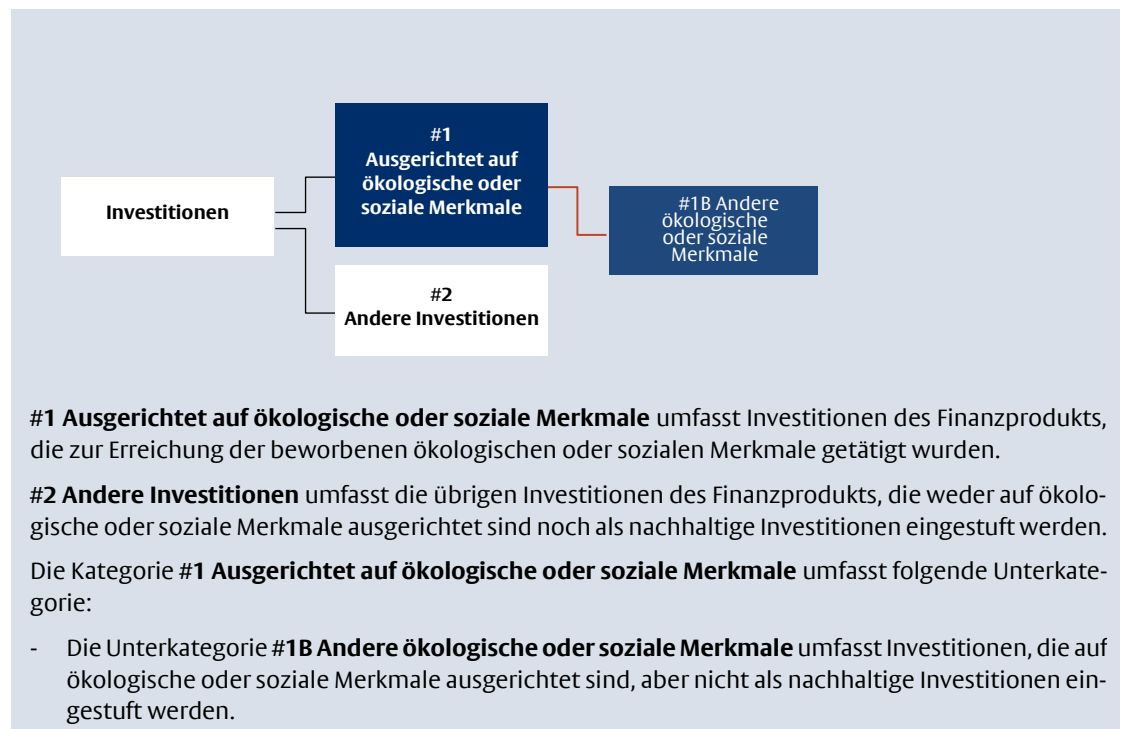 #1
Ausgerichtet auf
ökologische oder
soziale Merkmale
Investitionen
#1B Andere
ökologische
oder soziale
Merkmale
#2
Andere Investitionen
#1 Ausgerichtet auf ökologische oder soziale Merkmale umfasst Investitionen des Finanzprodukts,
die zur Erreichung der beworbenen ökologischen oder sozialen Merkmale getätigt wurden.
#2 Andere Investitionen umfasst die übrigen Investitionen des Finanzprodukts, die weder auf ökolo-
gische oder soziale Merkmale ausgerichtet sind noch als nachhaltige Investitionen eingestuft werden.
Die Kategorie #1 Ausgerichtet auf ökologische oder soziale Merkmale umfasst folgende Unterkate-
gorie:
- Die Unterkategorie #1B Andere ökologische oder soziale Merkmale umfasst Investitionen, die auf
ökologische oder soziale Merkmale ausgerichtet sind, aber nicht als nachhaltige Investitionen ein-
gestuft werden.